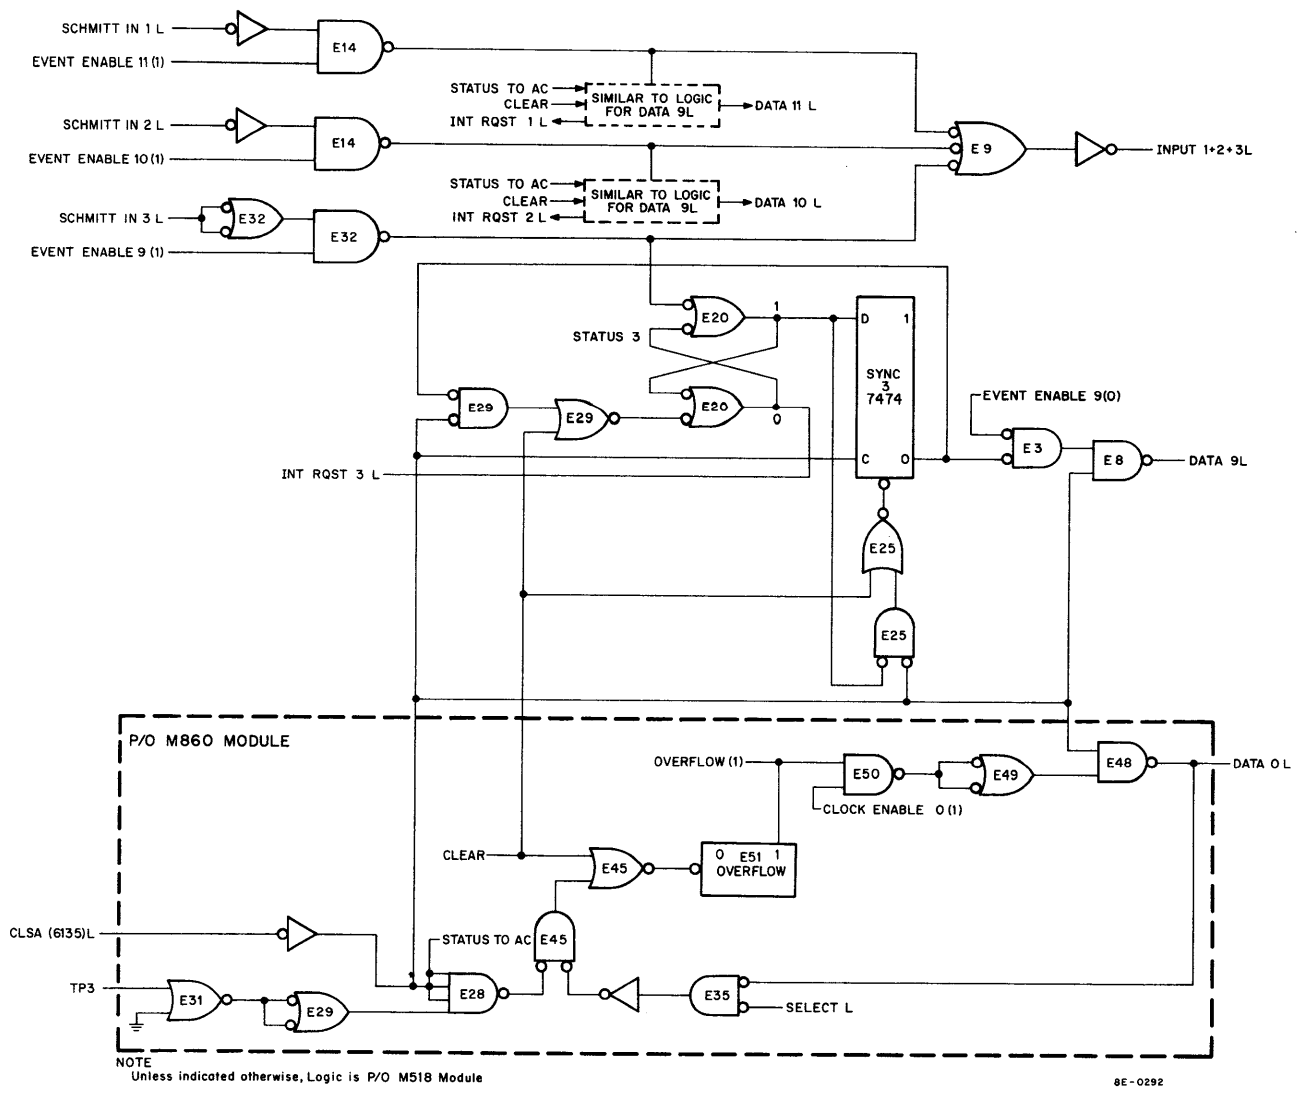 SCHMITT IN 1 L
E14
EVENT ENABLE 11 (1)
STATUS TO AC
CLEAR
INT RQST 1 L
SIMILAR TO LOGIC
FOR DATA 9L
DATA 11 L
SCHMITT IN 2 L
E14
EVENT ENABLE 10(1)
E9
INPUT 1+2+3L
STATUS TO AC
CLEAR
INT RQST 2 L
SIMILAR TO LOGIC
FOR DATA 9L
DATA 10 L
SCHMITT IN 3 L
E32
E32
EVENT ENABLE 9 (1)
E20
1
STATUS 3
D 1
SYNC
3
7474
C 0
E29
E29
E20
0
EVENT ENABLE 9(0)
E3
E8
DATA 9L
INT RQST 3 L
E25
E25
P/O M860 MODULE
OVERFLOW (1)
E50
E49
E48
DATA 0 L
CLOCK ENABLE 0 (1)
CLEAR
E45
0 E51 1
OVERFLOW
CLSA (6135) L
STATUS TO AC
E45
TP3
E31
E29
E28
E35
SELECT L
NOTE
Unless indicated otherwise, Logic is P/O M518 Module
8E-0292